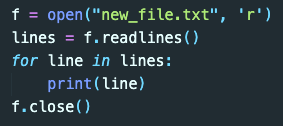 f = open("new_file.txt", 'r')
lines = f.readlines()
for line in lines:
    print(line)
f.close()